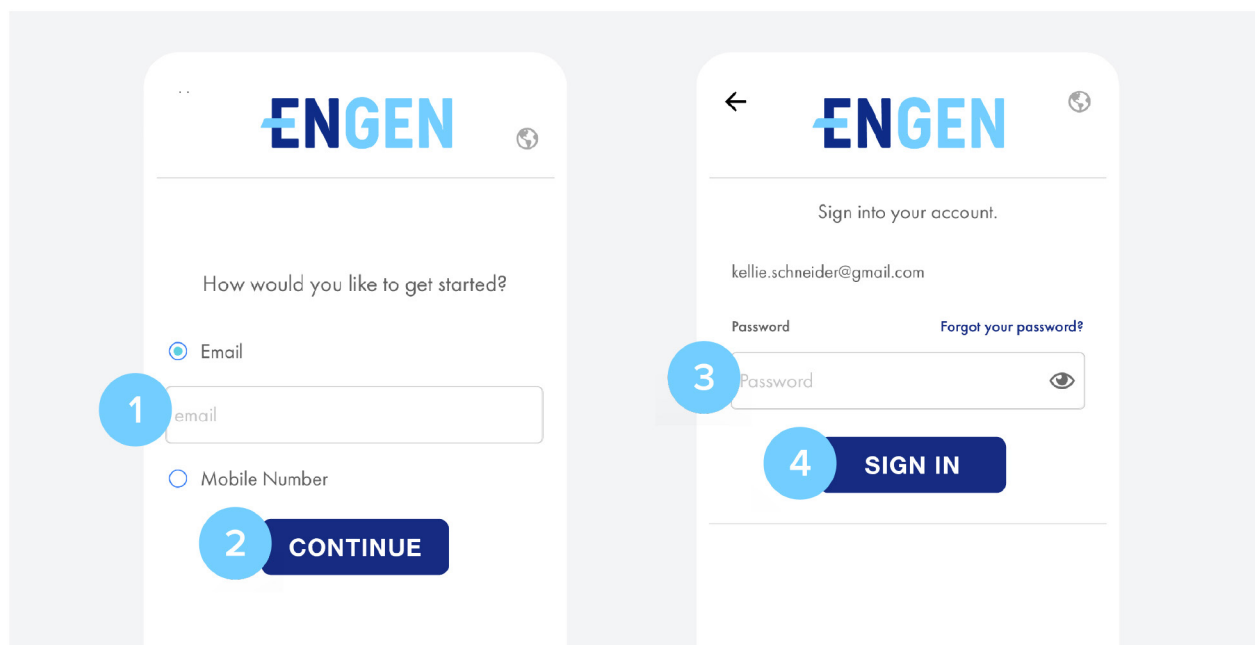 ENGEN
How would you like to get started?
Email
1
email
Mobile Number
2
CONTINUE
ENGEN
Sign into your account.
kellie.schneider@gmail.com
Password
Forgot your password?
3
Password
4
SIGN IN